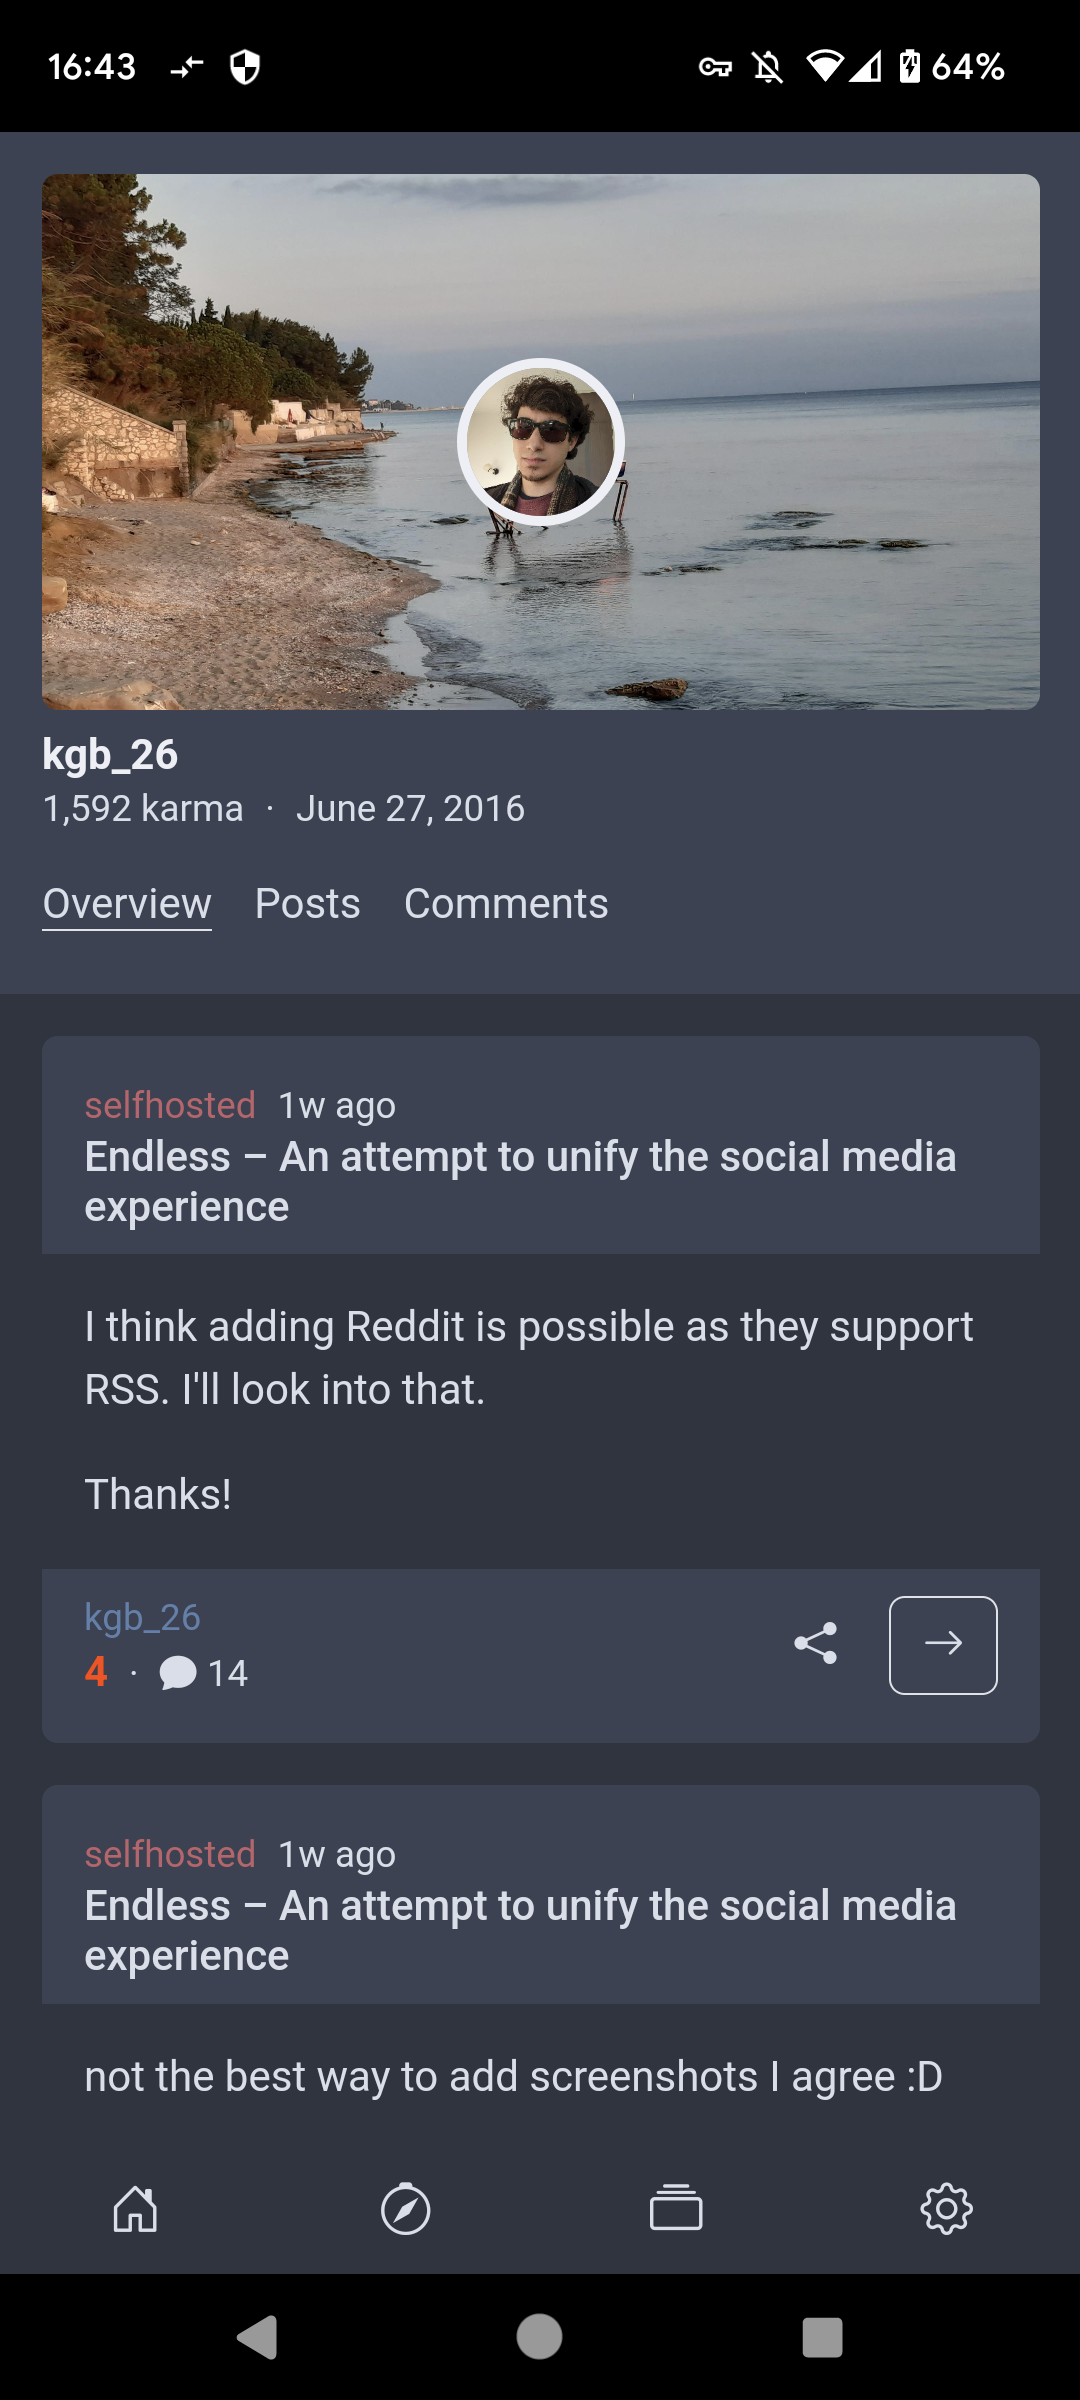 16:43
64%
kgb_26
1,592 karma · June 27, 2016
Overview Posts Comments
selfhosted 1w ago
Endless – An attempt to unify the social media
experience
I think adding Reddit is possible as they support
RSS. I'll look into that.
Thanks!
kgb_26
4 · 14
selfhosted 1w ago
Endless – An attempt to unify the social media
experience
not the best way to add screenshots I agree :D